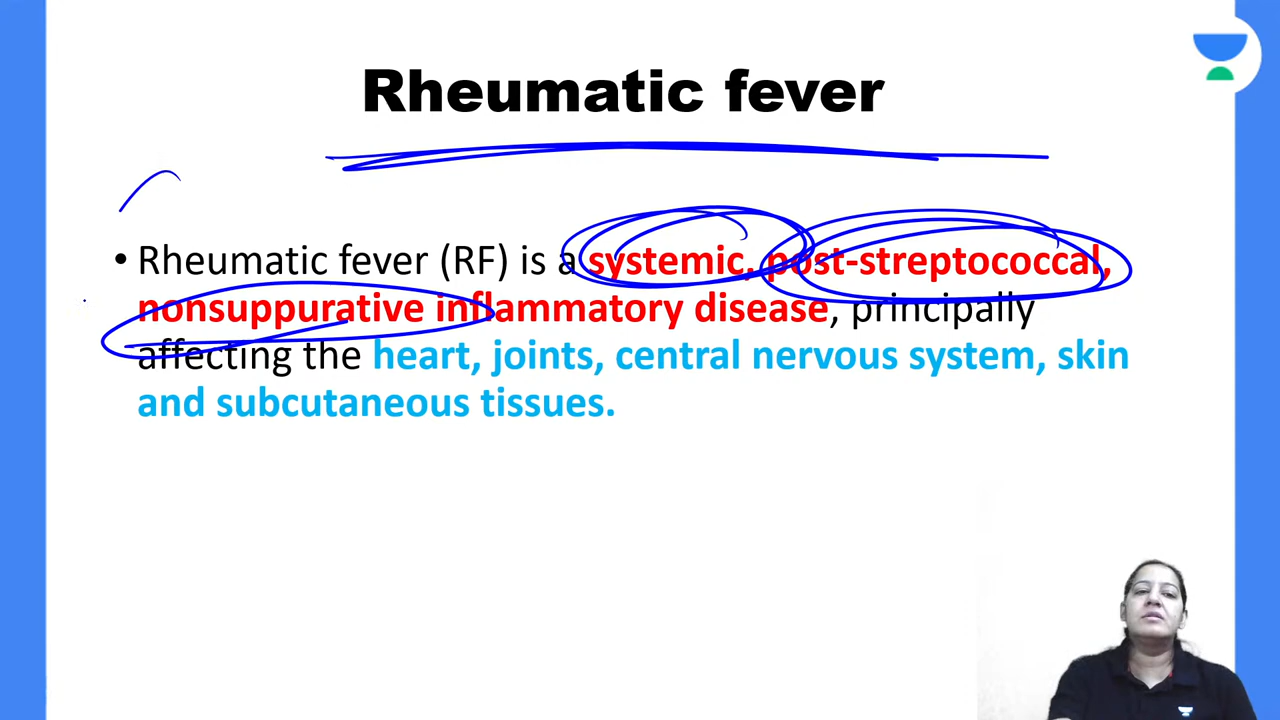 Rheumatic fever
• Rheumatic fever (RF) is a systemic, post-streptococcal,
nonsuppurative inflammatory disease, principally
affecting the heart, joints, central nervous system, skin
and subcutaneous tissues.